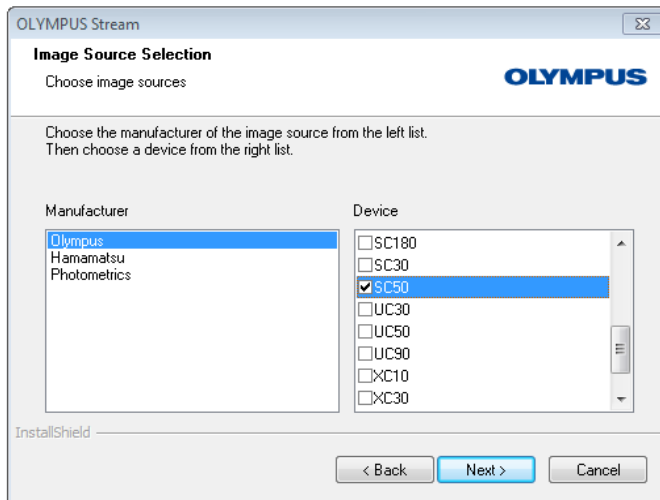 OLYMPUS Stream
Image Source Selection
Choose image sources
OLYMPUS
Choose the manufacturer of the image source from the left list.
Then choose a device from the right list.
Manufacturer
Device
Olympus
Hamamatsu
Photometrics
SC180
SC30
SC50
UC30
UC50
UC90
XC10
XC30
InstallShield
< Back
Next >
Cancel